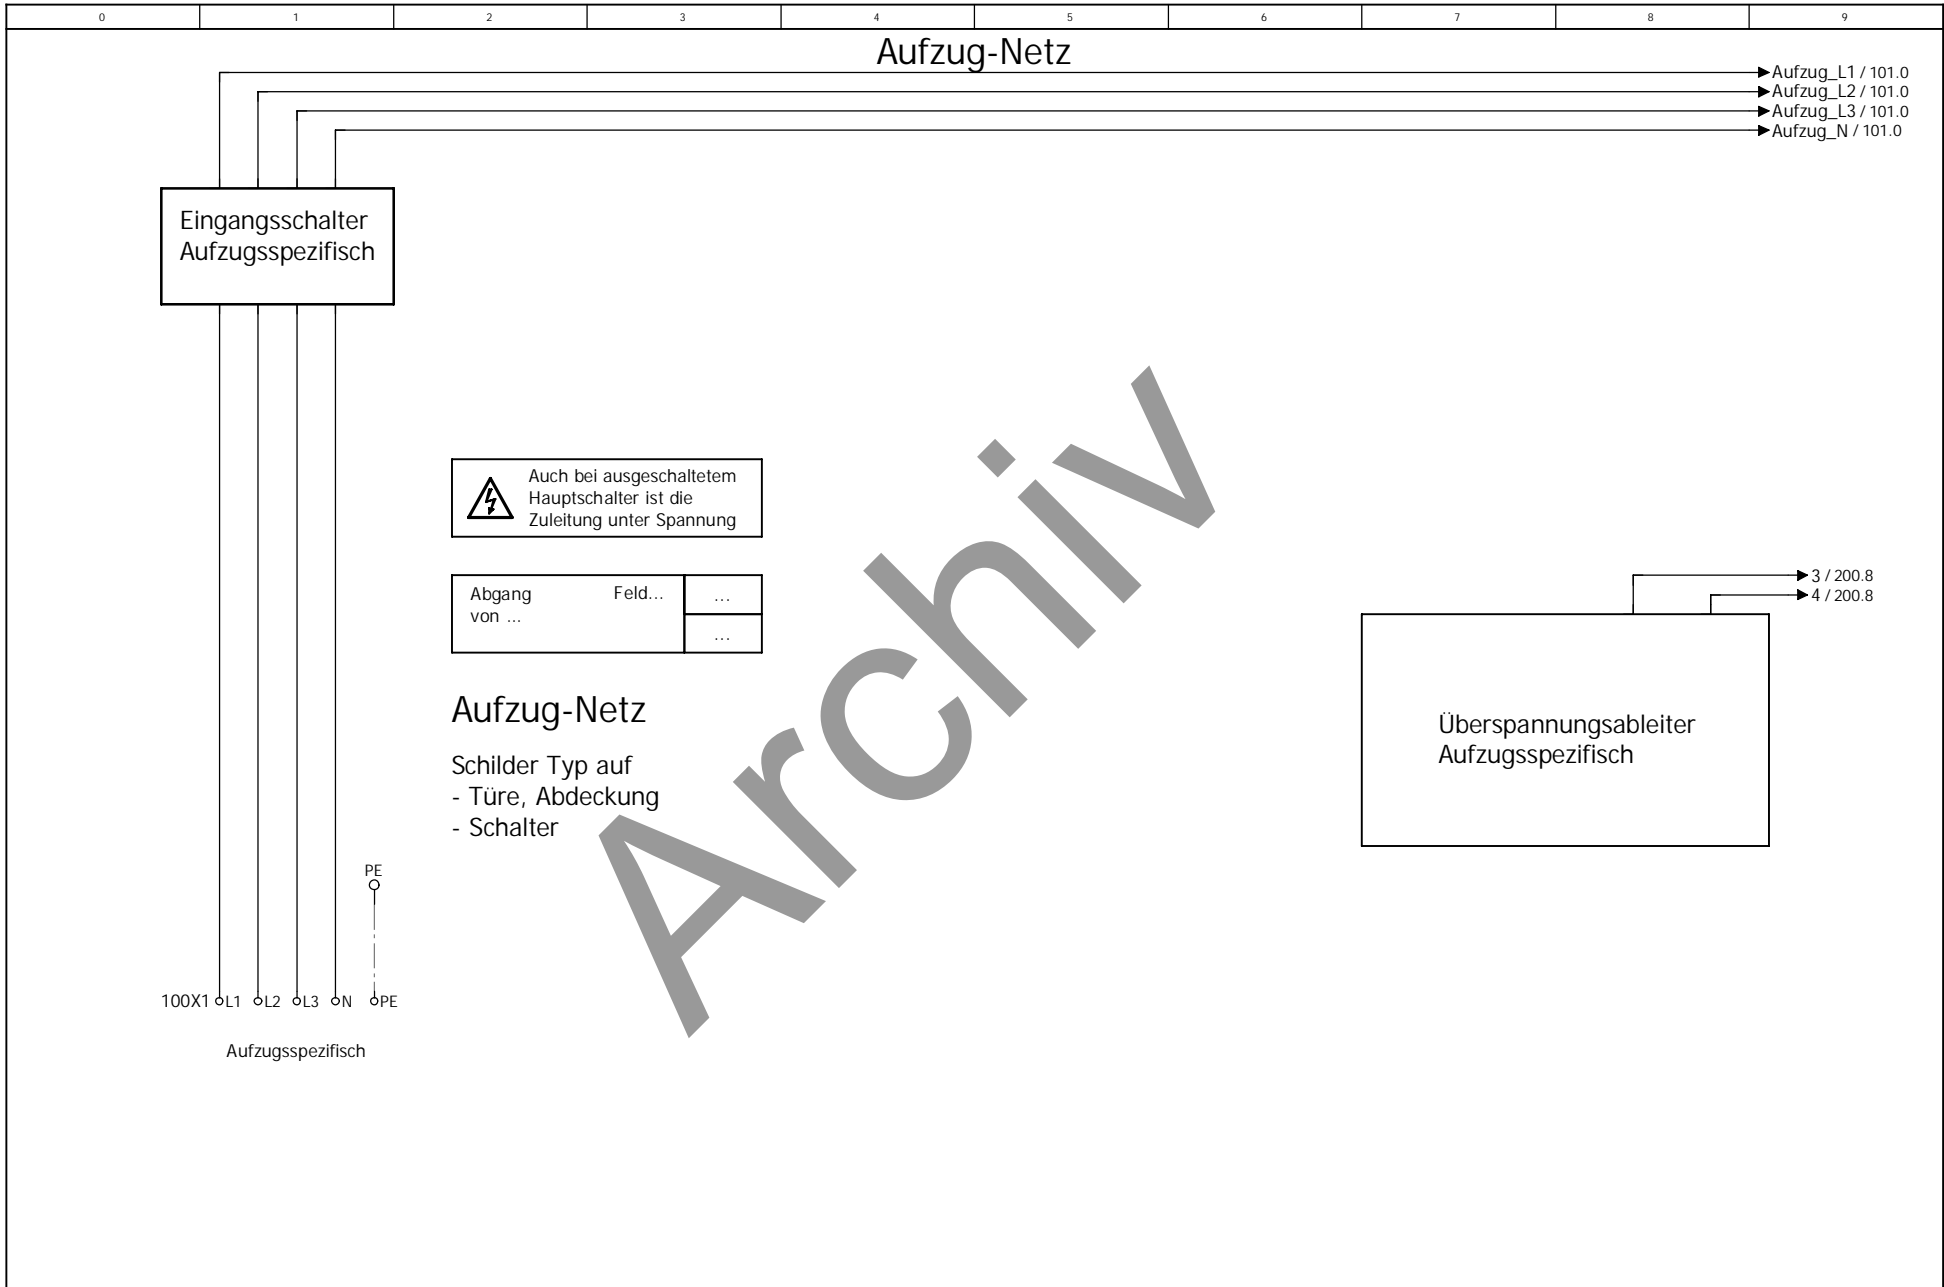 0 1 2 3 4 5 6 7 8 9
Aufzug-Netz
Aufzug_L1 / 101.0
Aufzug_L2 / 101.0
Aufzug_L3 / 101.0
Aufzug_N / 101.0
Eingangsschalter
Aufzugsspezifisch
Auch bei ausgeschaltetem
Hauptschalter ist die
Zuleitung unter Spannung
Abgang Feld... ...
von ...
...
3 / 200.8
4 / 200.8
Überspannungsableiter
Aufzugsspezifisch
Aufzug-Netz
Schilder Typ auf
- Türe, Abdeckung
- Schalter
Archiv
PE
100X1 L1 L2 L3 N PE
Aufzugsspezifisch